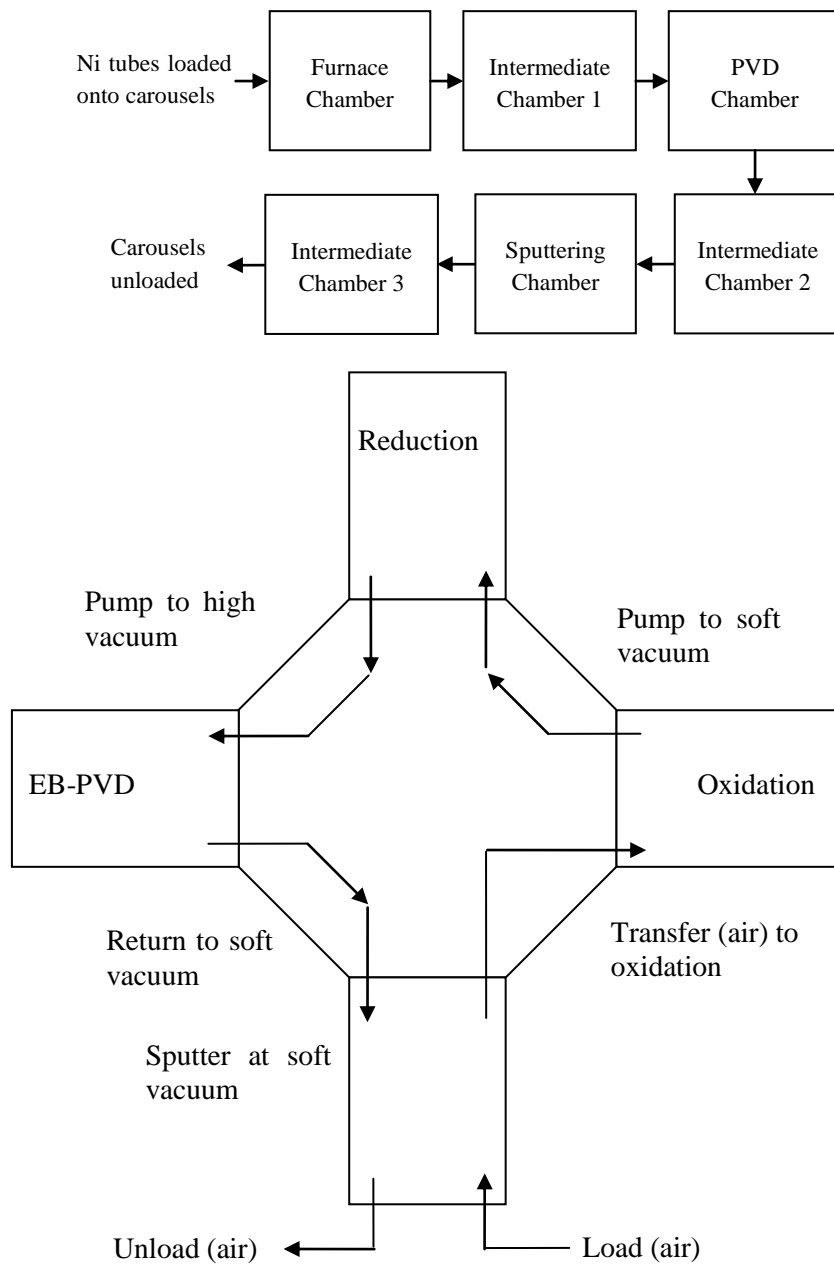 Ni tubes loaded
onto carousels
Furnace
Chamber
Intermediate
Chamber 1
PVD
Chamber
Carousels
unloaded
Intermediate
Chamber 3
Sputtering
Chamber
Intermediate
Chamber 2
Reduction
Pump to high
vacuum
Pump to soft
vacuum
EB-PVD
Oxidation
Return to soft
vacuum
Transfer (air) to
oxidation
Sputter at soft
vacuum
Unload (air)
Load (air)